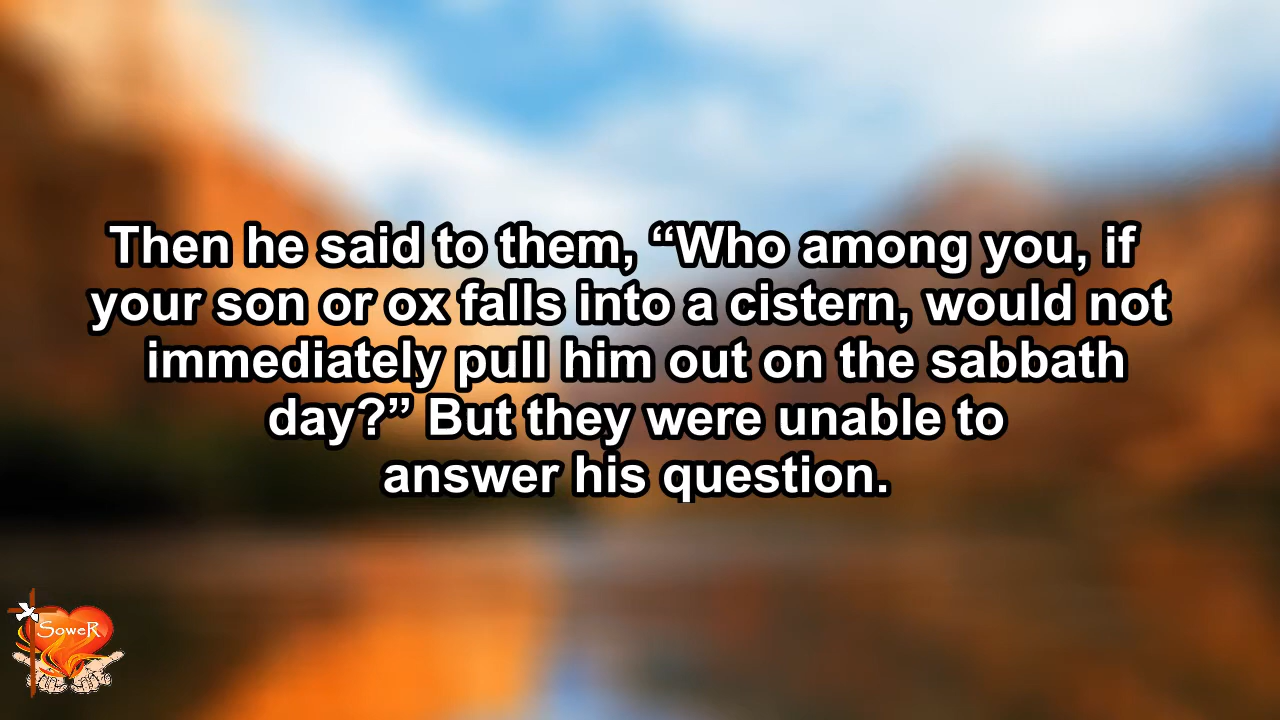 Then he said to them, “Who among you, if
your son or ox falls into a cistern, would not
immediately pull him out on the sabbath
day?” But they were unable to
answer his question.
SoweR